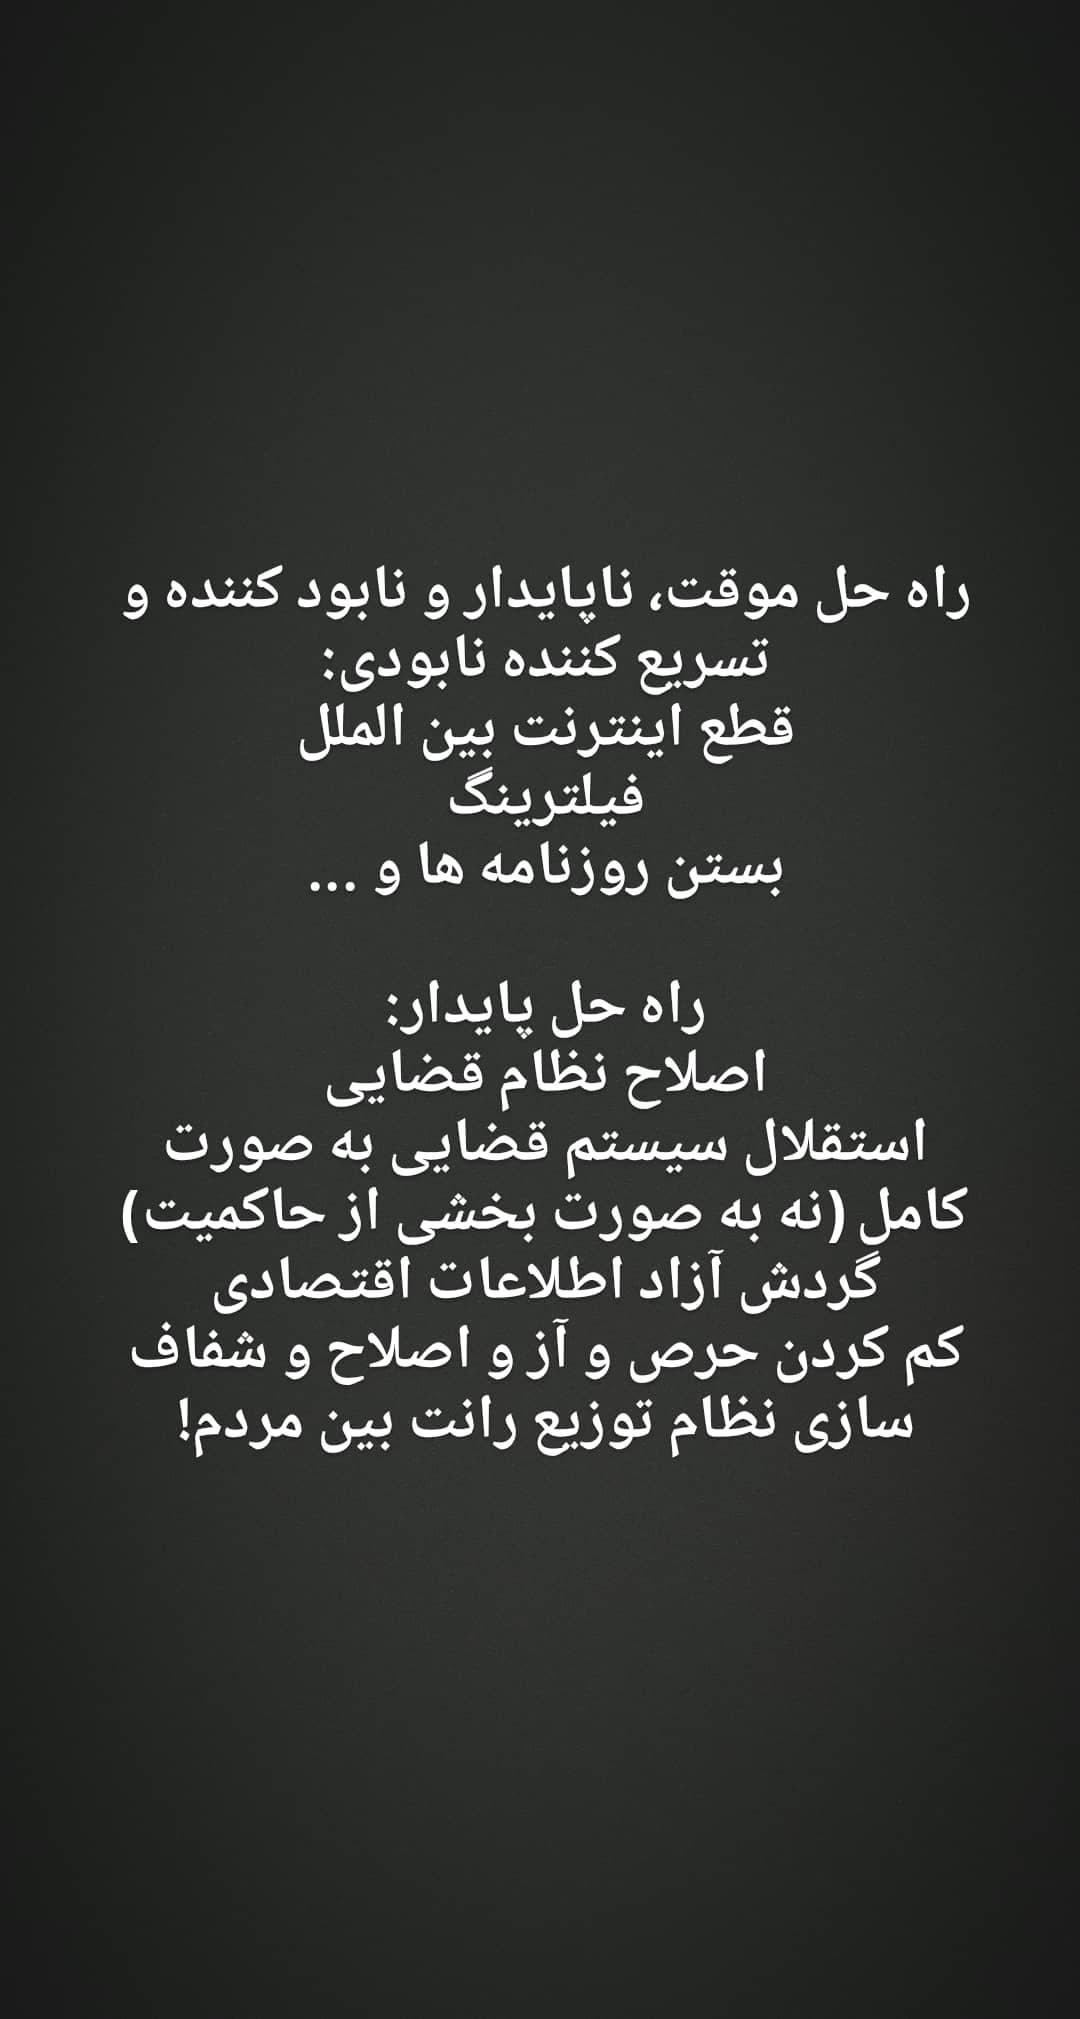 راه حل موقت، ناپایدار و نابود کننده و
تسریع کننده نابودی:
قطع اینترنت بین الملل
فیلترینگ
بستن روزنامه ها و ...
راه حل پایدار:
اصلاح نظام قضایی
استقلال سیستم قضایی به صورت
کامل (نه به صورت بخشی از حاکمیت)
گردش آزاد اطلاعات اقتصادی
کم کردن حرص و آز و اصلاح و شفاف
سازی نظام توزیع رانت بین مردم!